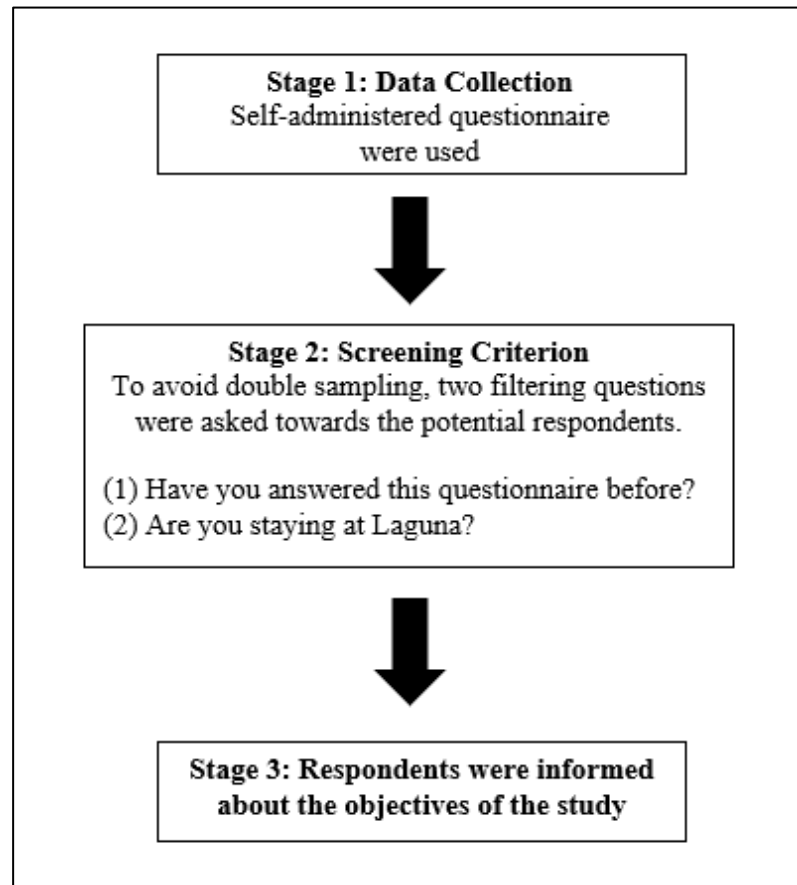 Stage 1: Data Collection
Self-administered questionnaire
were used
Stage 2: Screening Criterion
To avoid double sampling, two filtering questions
were asked towards the potential respondents.
(1) Have you answered this questionnaire before?
(2) Are you staying at Laguna?
Stage 3: Respondents were informed
about the objectives of the study